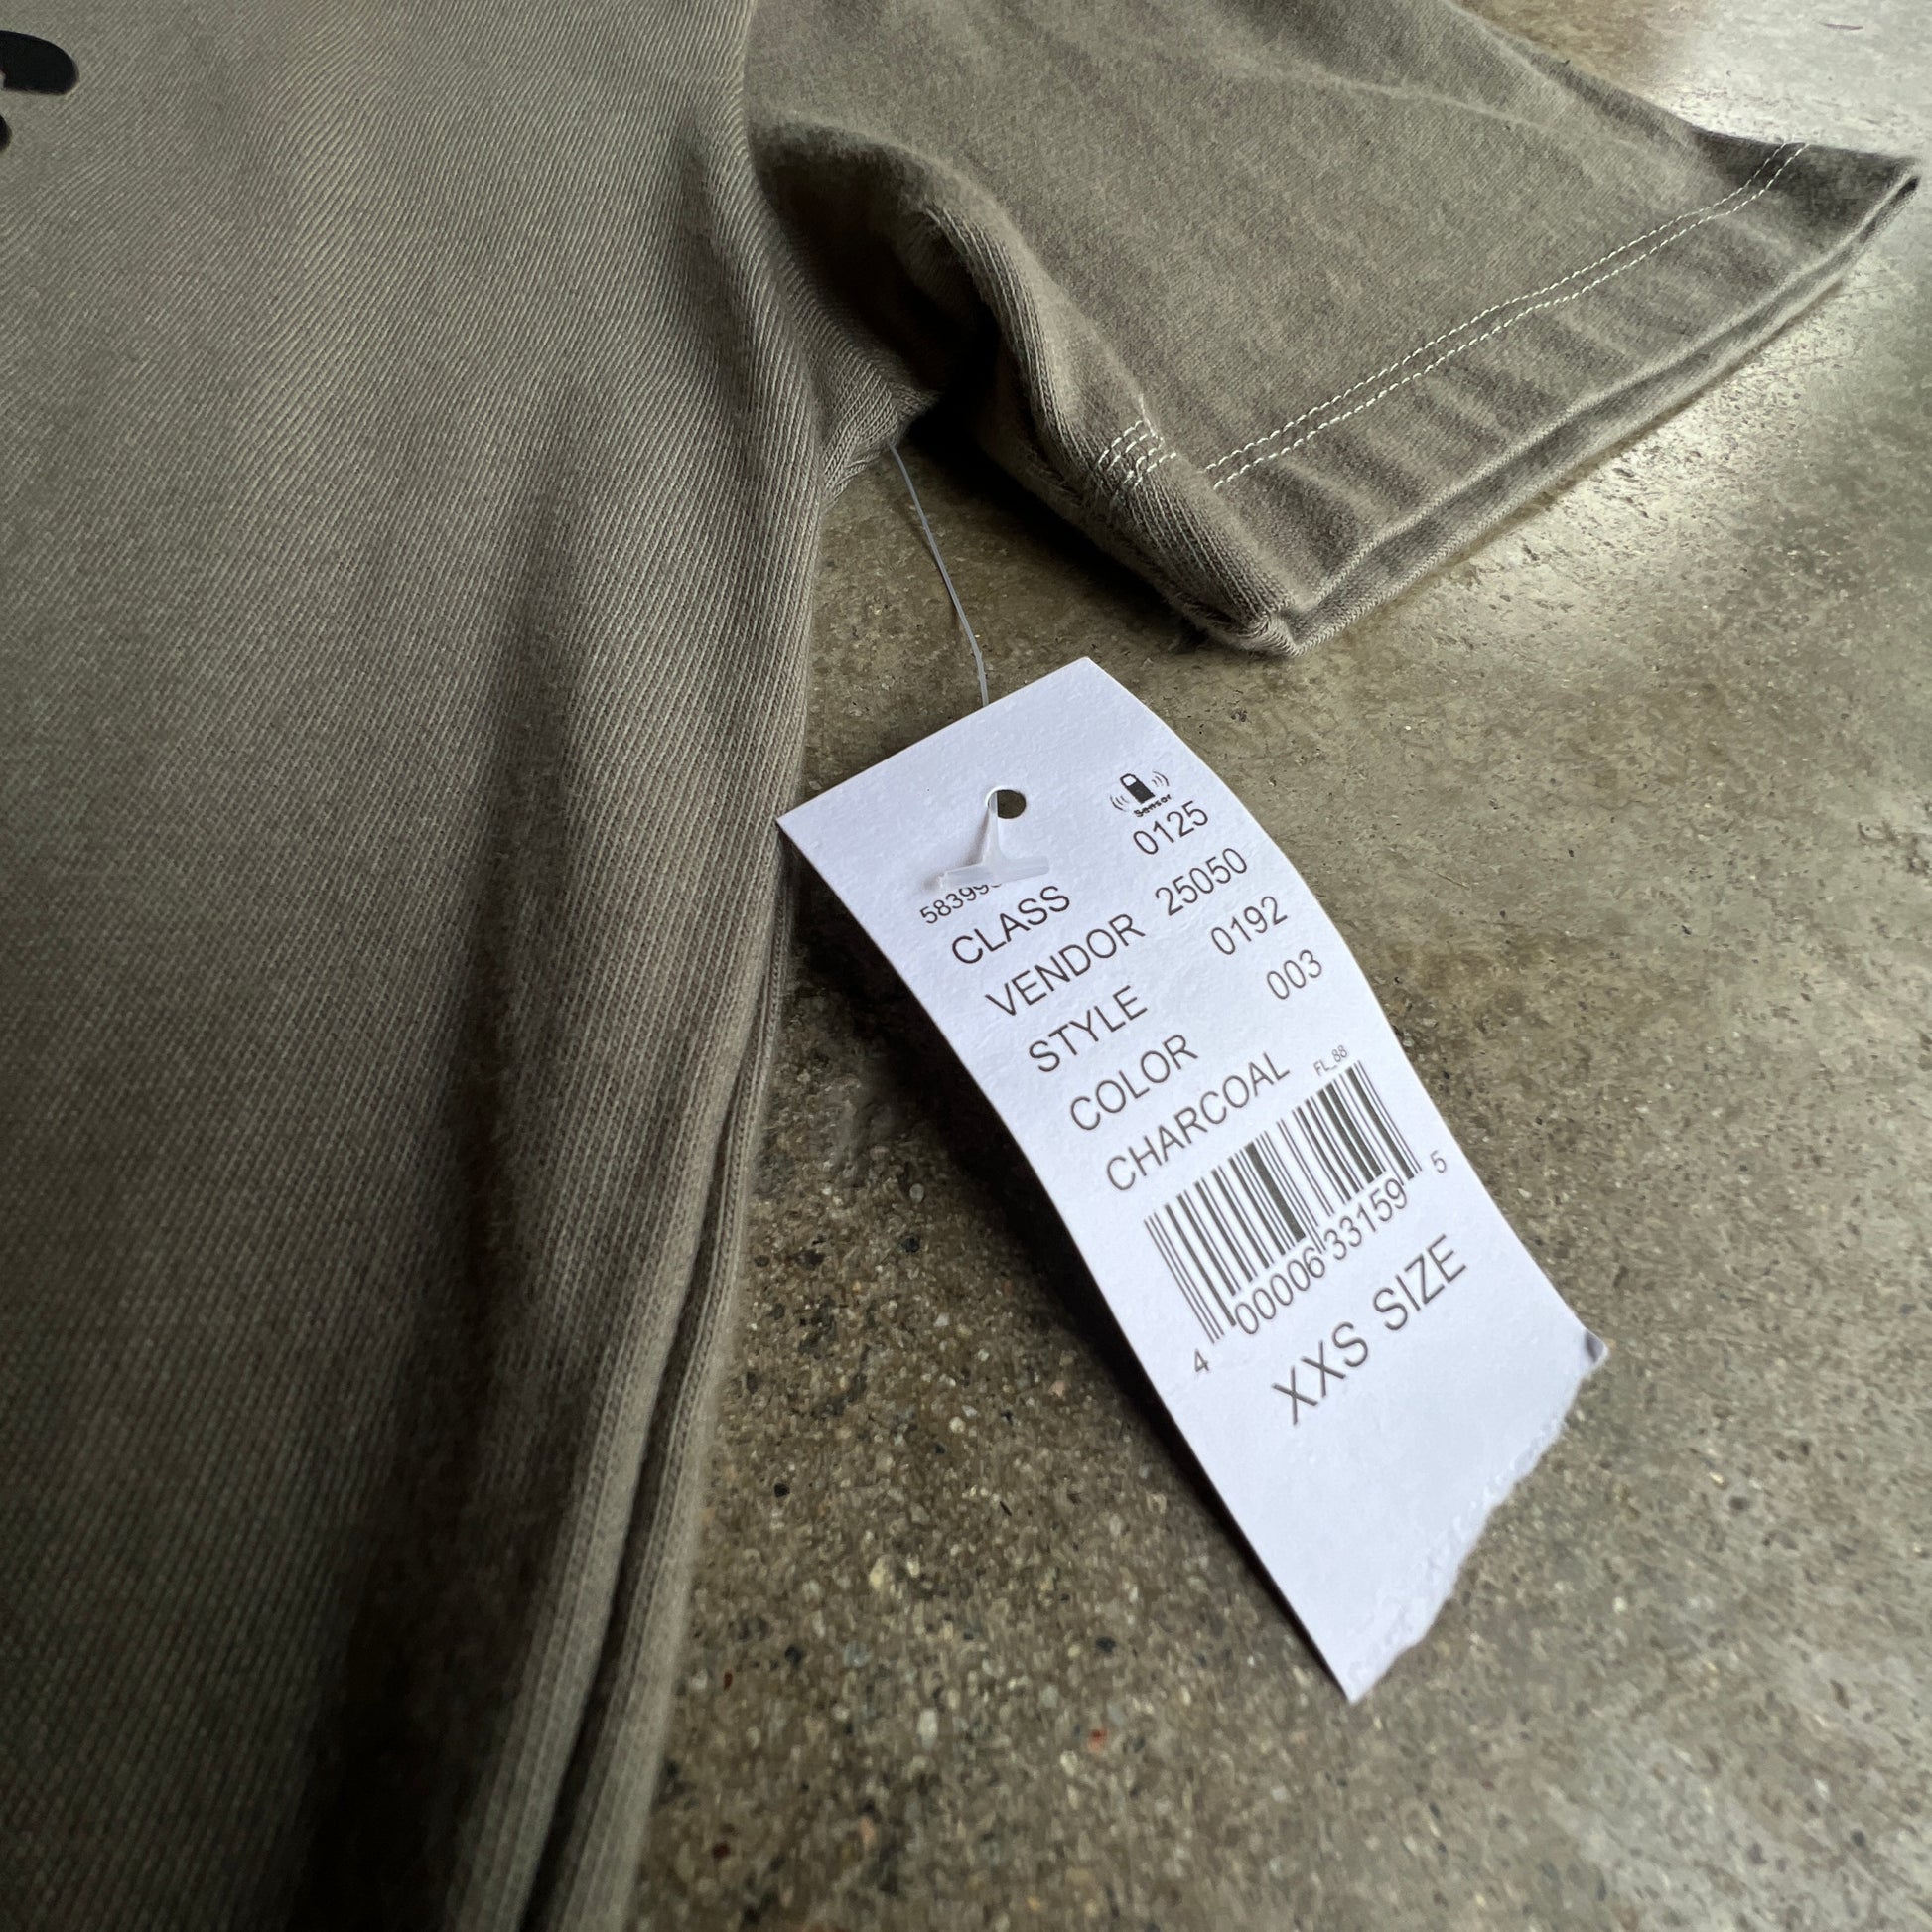 Sensor
CLASS 0125
VENDOR 25050
STYLE 0192
COLOR 003
CHARCOAL FL_88
4 00006 33159 5
XXS SIZE